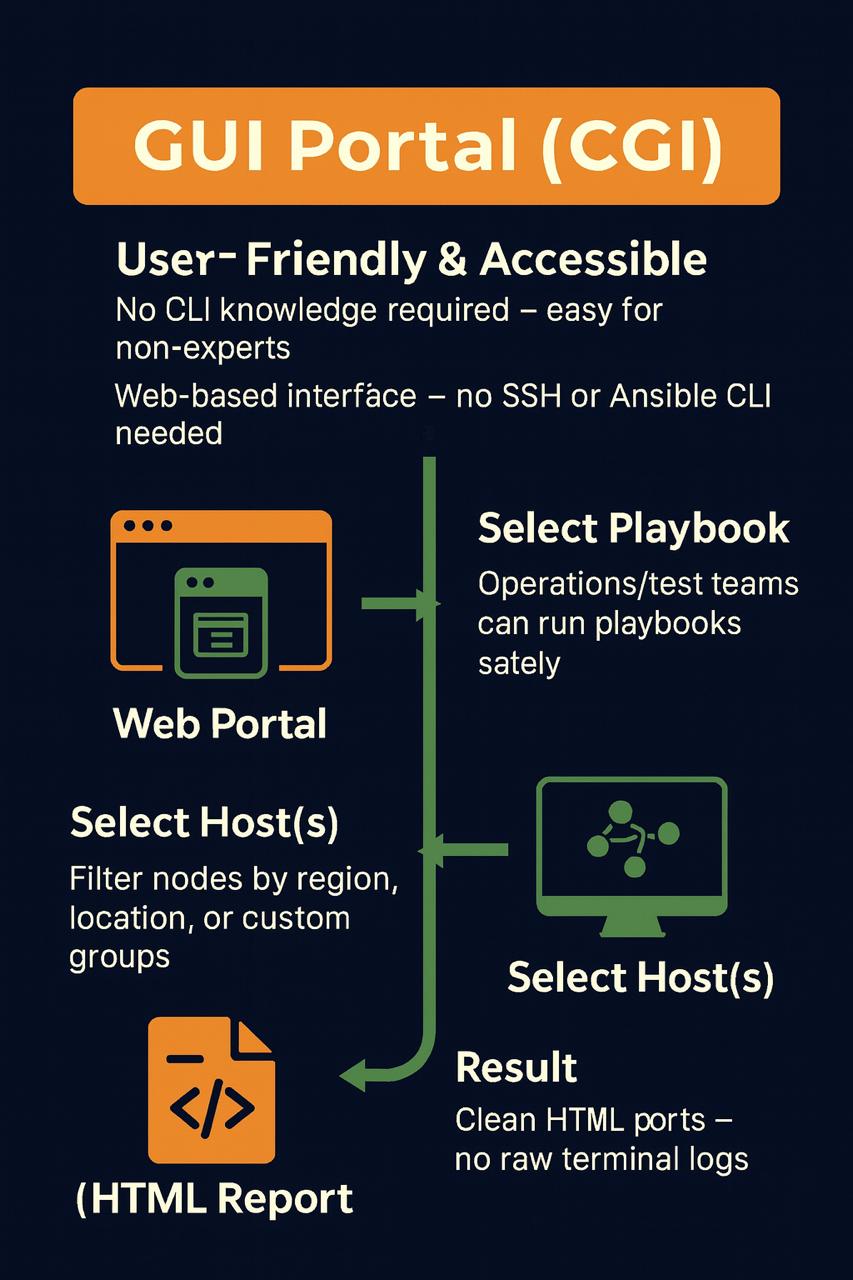 GUI Portal (CGI)
User-Friendly & Accessible
No CLI knowledge required – easy for
non-experts
Web-based interface – no SSH or Ansible CLI
needed
Select Playbook
Operations/test teams
can run playbooks
sately
Web Portal
Select Host(s)
Filter nodes by region,
location, or custom
groups
Select Host(s)
Result
Clean HTML ports –
no raw terminal logs
(HTML Report